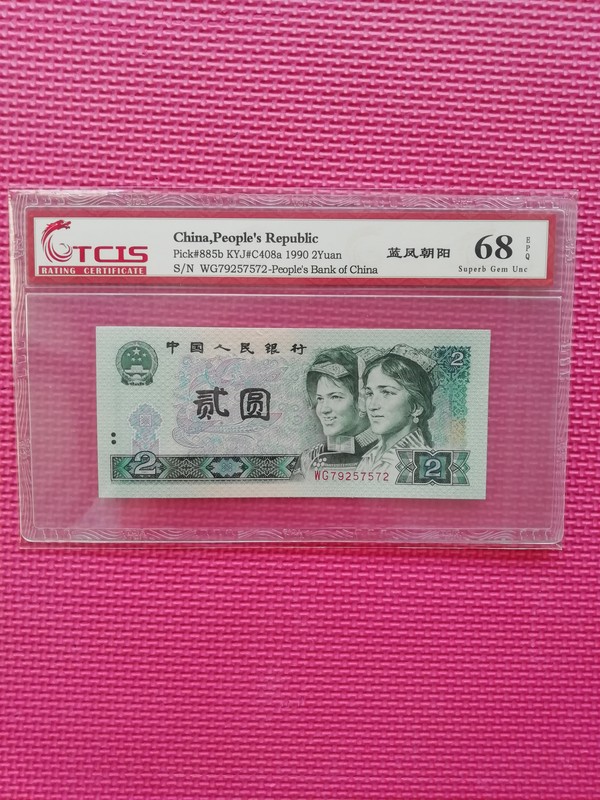 TCIS
RATING CERTIFICATE
China,People's Republic
Pick#885b KYJ#C408a 1990 2Yuan
S/N WG79257572-People's Bank of China
蓝凤朝阳
68
EPQ
Superb Gem Unc
中国人民银行
2
贰圆
WG79257572
2
2